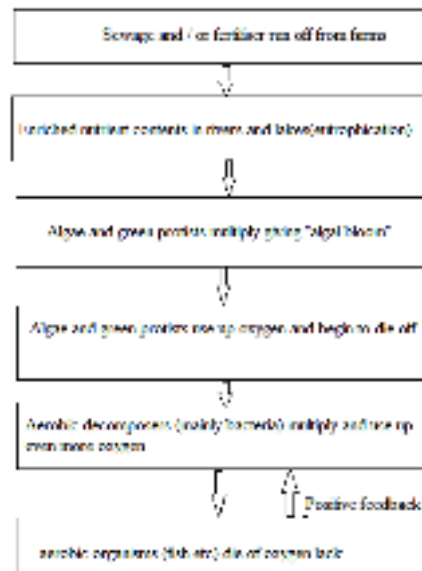 Sewage and / or fertiliser run off from farms
Enriched nutrient contents in rivers and lakes(eutrophication)
Algae and green protists multiply giving "algal bloom"
Algae and green protists use up oxygen and begin to die off
Aerobic decomposers (mainly bacteria) multiply and use up
even more oxygen
Positive feedback
aerobic organisms (fish etc) die of oxygen lack